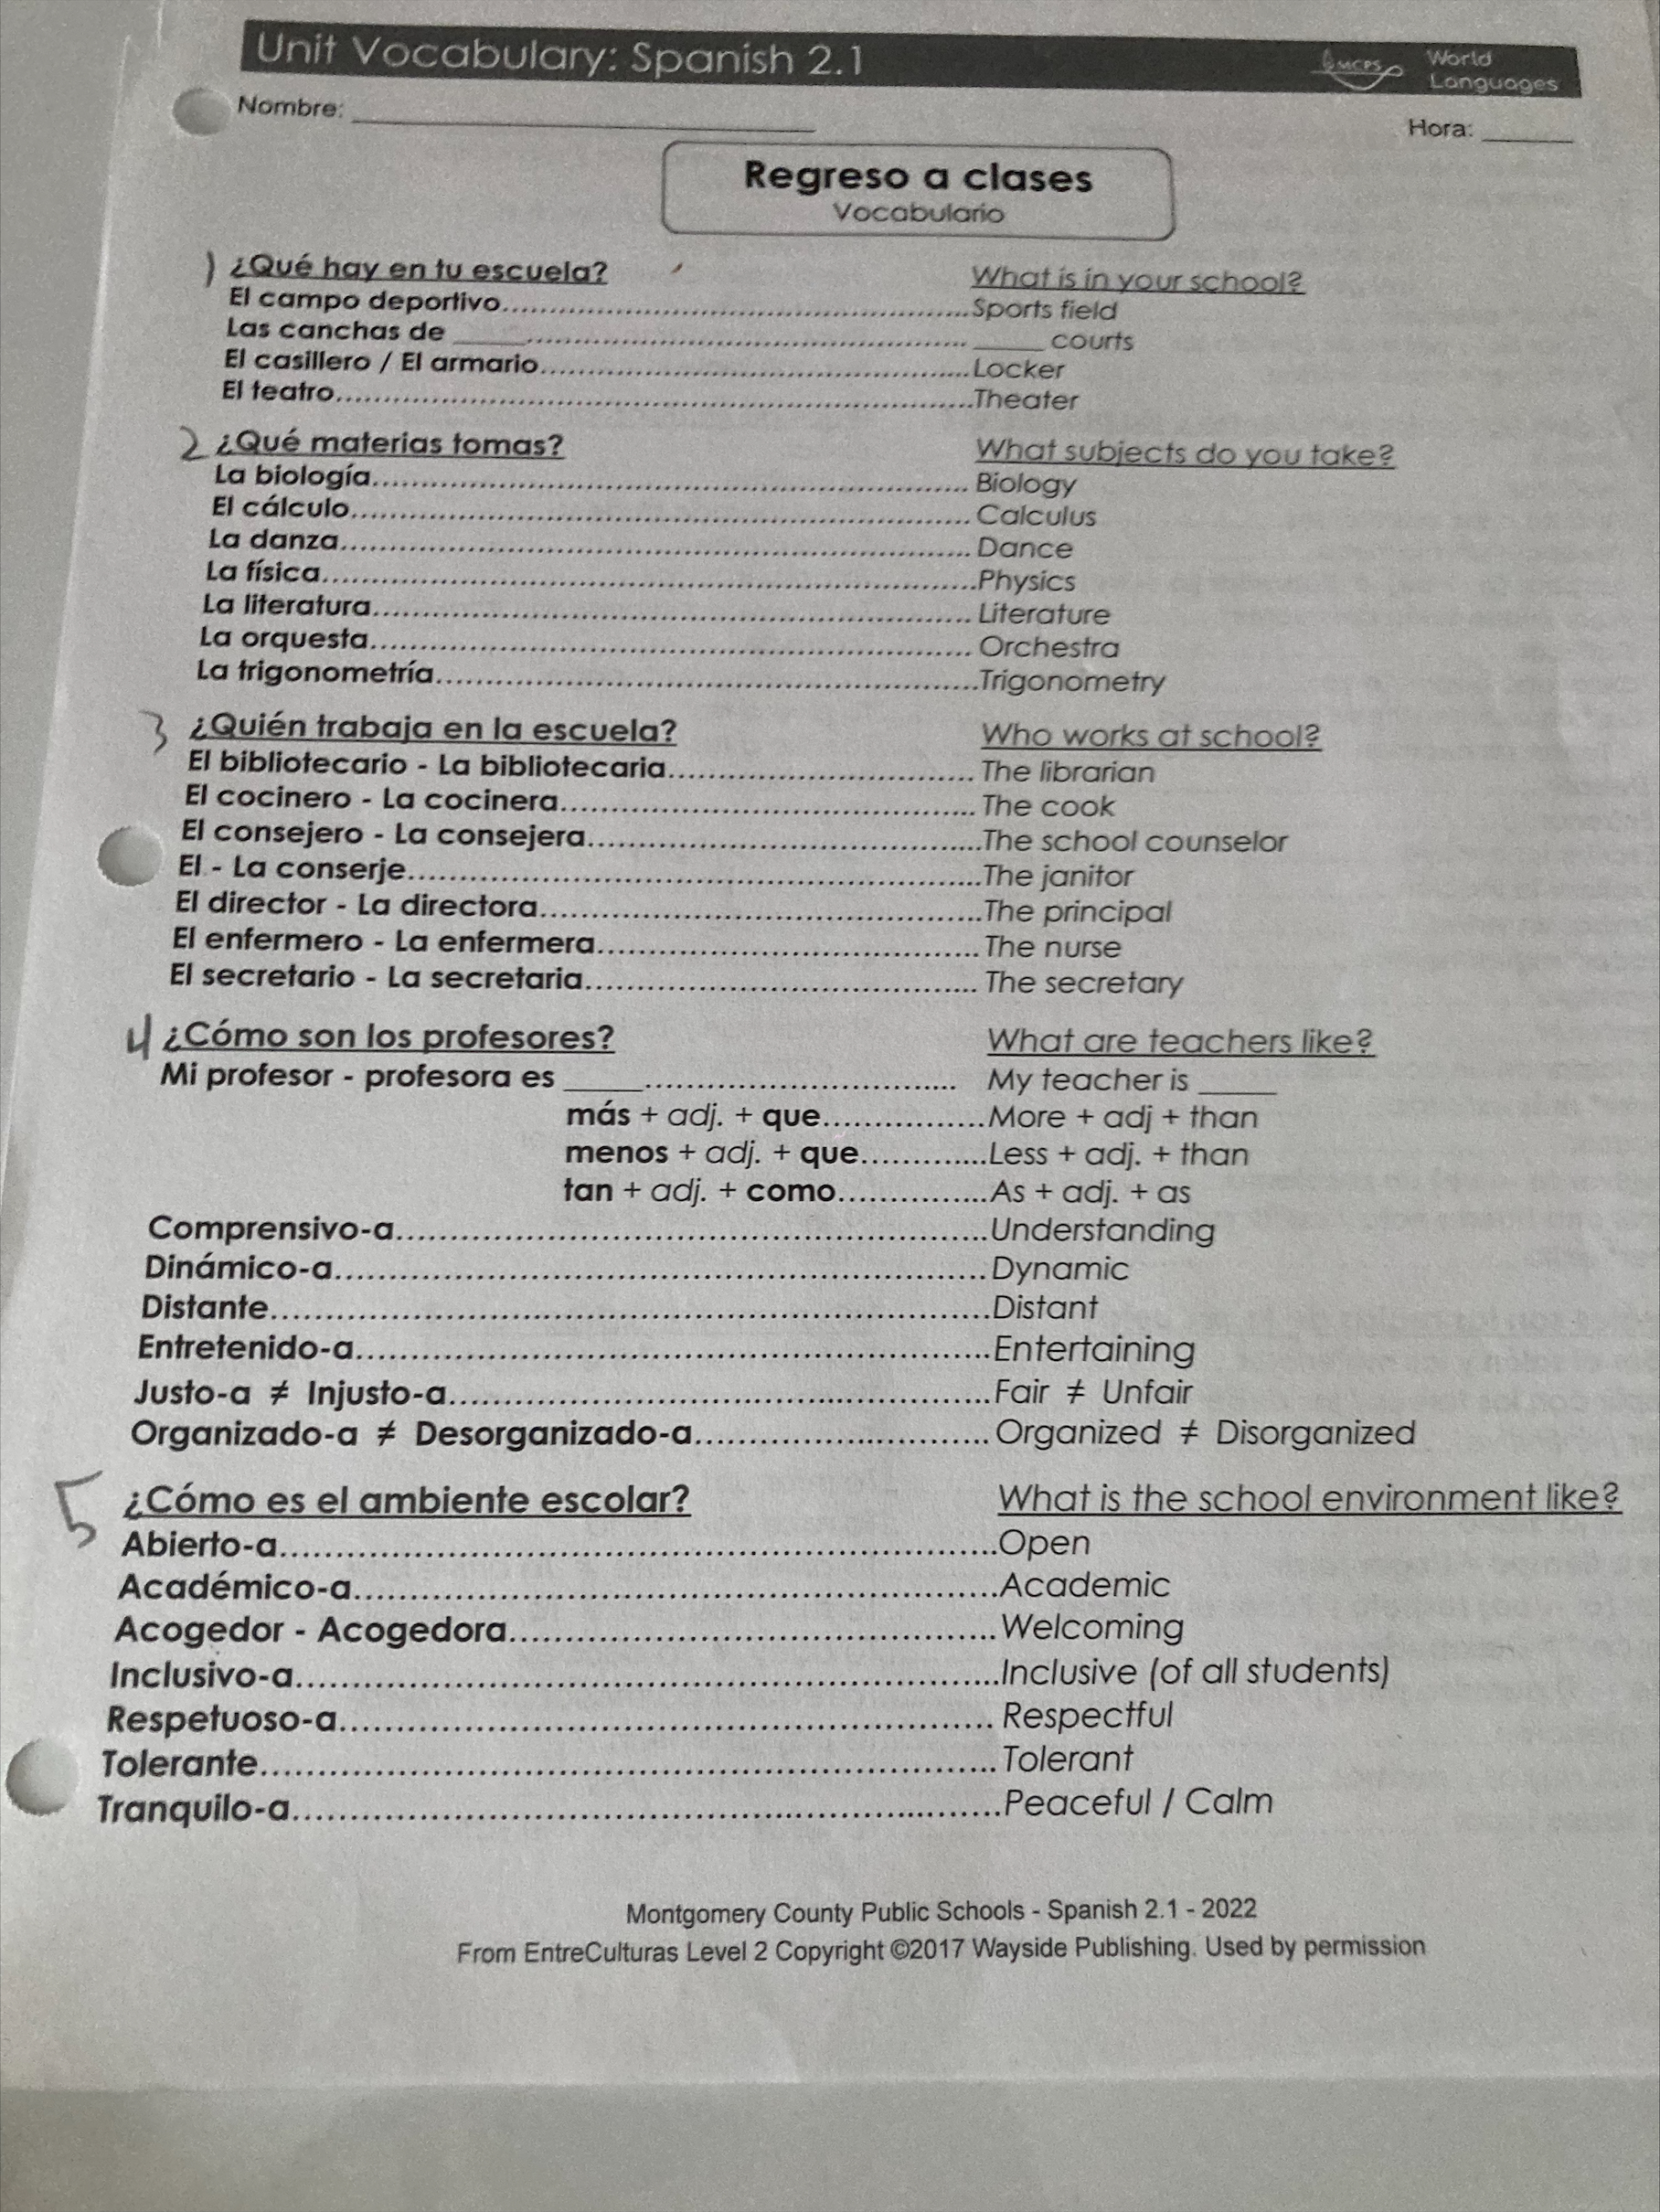 Unit Vocabulary: Spanish 2.1
MCPS World Languages
Nombre: ____________ Hora: ______
Regreso a clases
Vocabulario
1) ¿Qué hay en tu escuela? What is in your school?
El campo deportivo........Sports field
Las canchas de _____........_____ courts
El casillero / El armario........Locker
El teatro........Theater
2 ¿Qué materias tomas? What subjects do you take?
La biología........Biology
El cálculo........Calculus
La danza........Dance
La física........Physics
La literatura........Literature
La orquesta........Orchestra
La trigonometría........Trigonometry
3 ¿Quién trabaja en la escuela? Who works at school?
El bibliotecario - La bibliotecaria........The librarian
El cocinero - La cocinera........The cook
El consejero - La consejera........The school counselor
El - La conserje........The janitor
El director - La directora........The principal
El enfermero - La enfermera........The nurse
El secretario - La secretaria........The secretary
4 ¿Cómo son los profesores? What are teachers like?
Mi profesor - profesora es _____........My teacher is _____
más + adj. + que........More + adj + than
menos + adj. + que........Less + adj. + than
tan + adj. + como........As + adj. + as
Comprensivo-a........Understanding
Dinámico-a........Dynamic
Distante........Distant
Entretenido-a........Entertaining
Justo-a ≠ Injusto-a........Fair ≠ Unfair
Organizado-a ≠ Desorganizado-a........Organized ≠ Disorganized
5 ¿Cómo es el ambiente escolar? What is the school environment like?
Abierto-a........Open
Académico-a........Academic
Acogedor - Acogedora........Welcoming
Inclusivo-a........Inclusive (of all students)
Respetuoso-a........Respectful
Tolerante........Tolerant
Tranquilo-a........Peaceful / Calm
Montgomery County Public Schools - Spanish 2.1 - 2022
From EntreCulturas Level 2 Copyright ©2017 Wayside Publishing. Used by permission